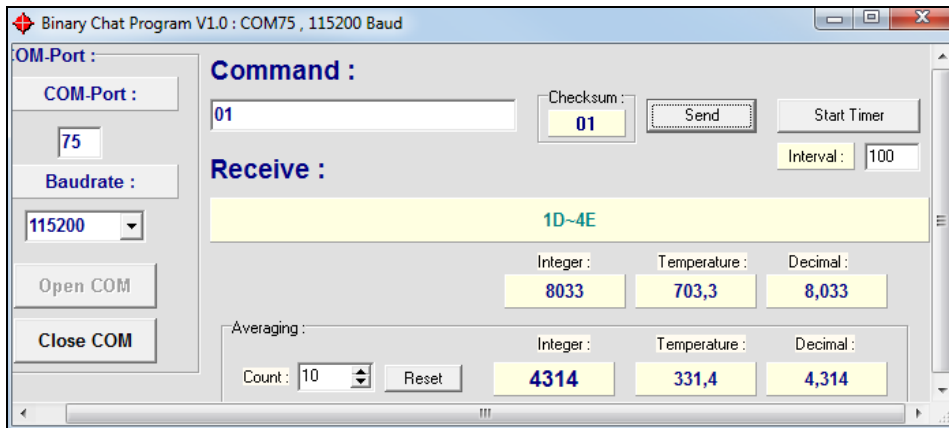 Binary Chat Program V1.0 : COM75 , 115200 Baud
COM-Port :
COM-Port :
75
Baudrate :
115200
Open COM
Close COM
Command :
01
Checksum :
01
Send
Start Timer
Interval : 100
Receive :
1D~4E
Integer : Temperature : Decimal :
8033 703,3 8,033
Averaging :
Integer : Temperature : Decimal :
Count : 10 Reset 4314 331,4 4,314